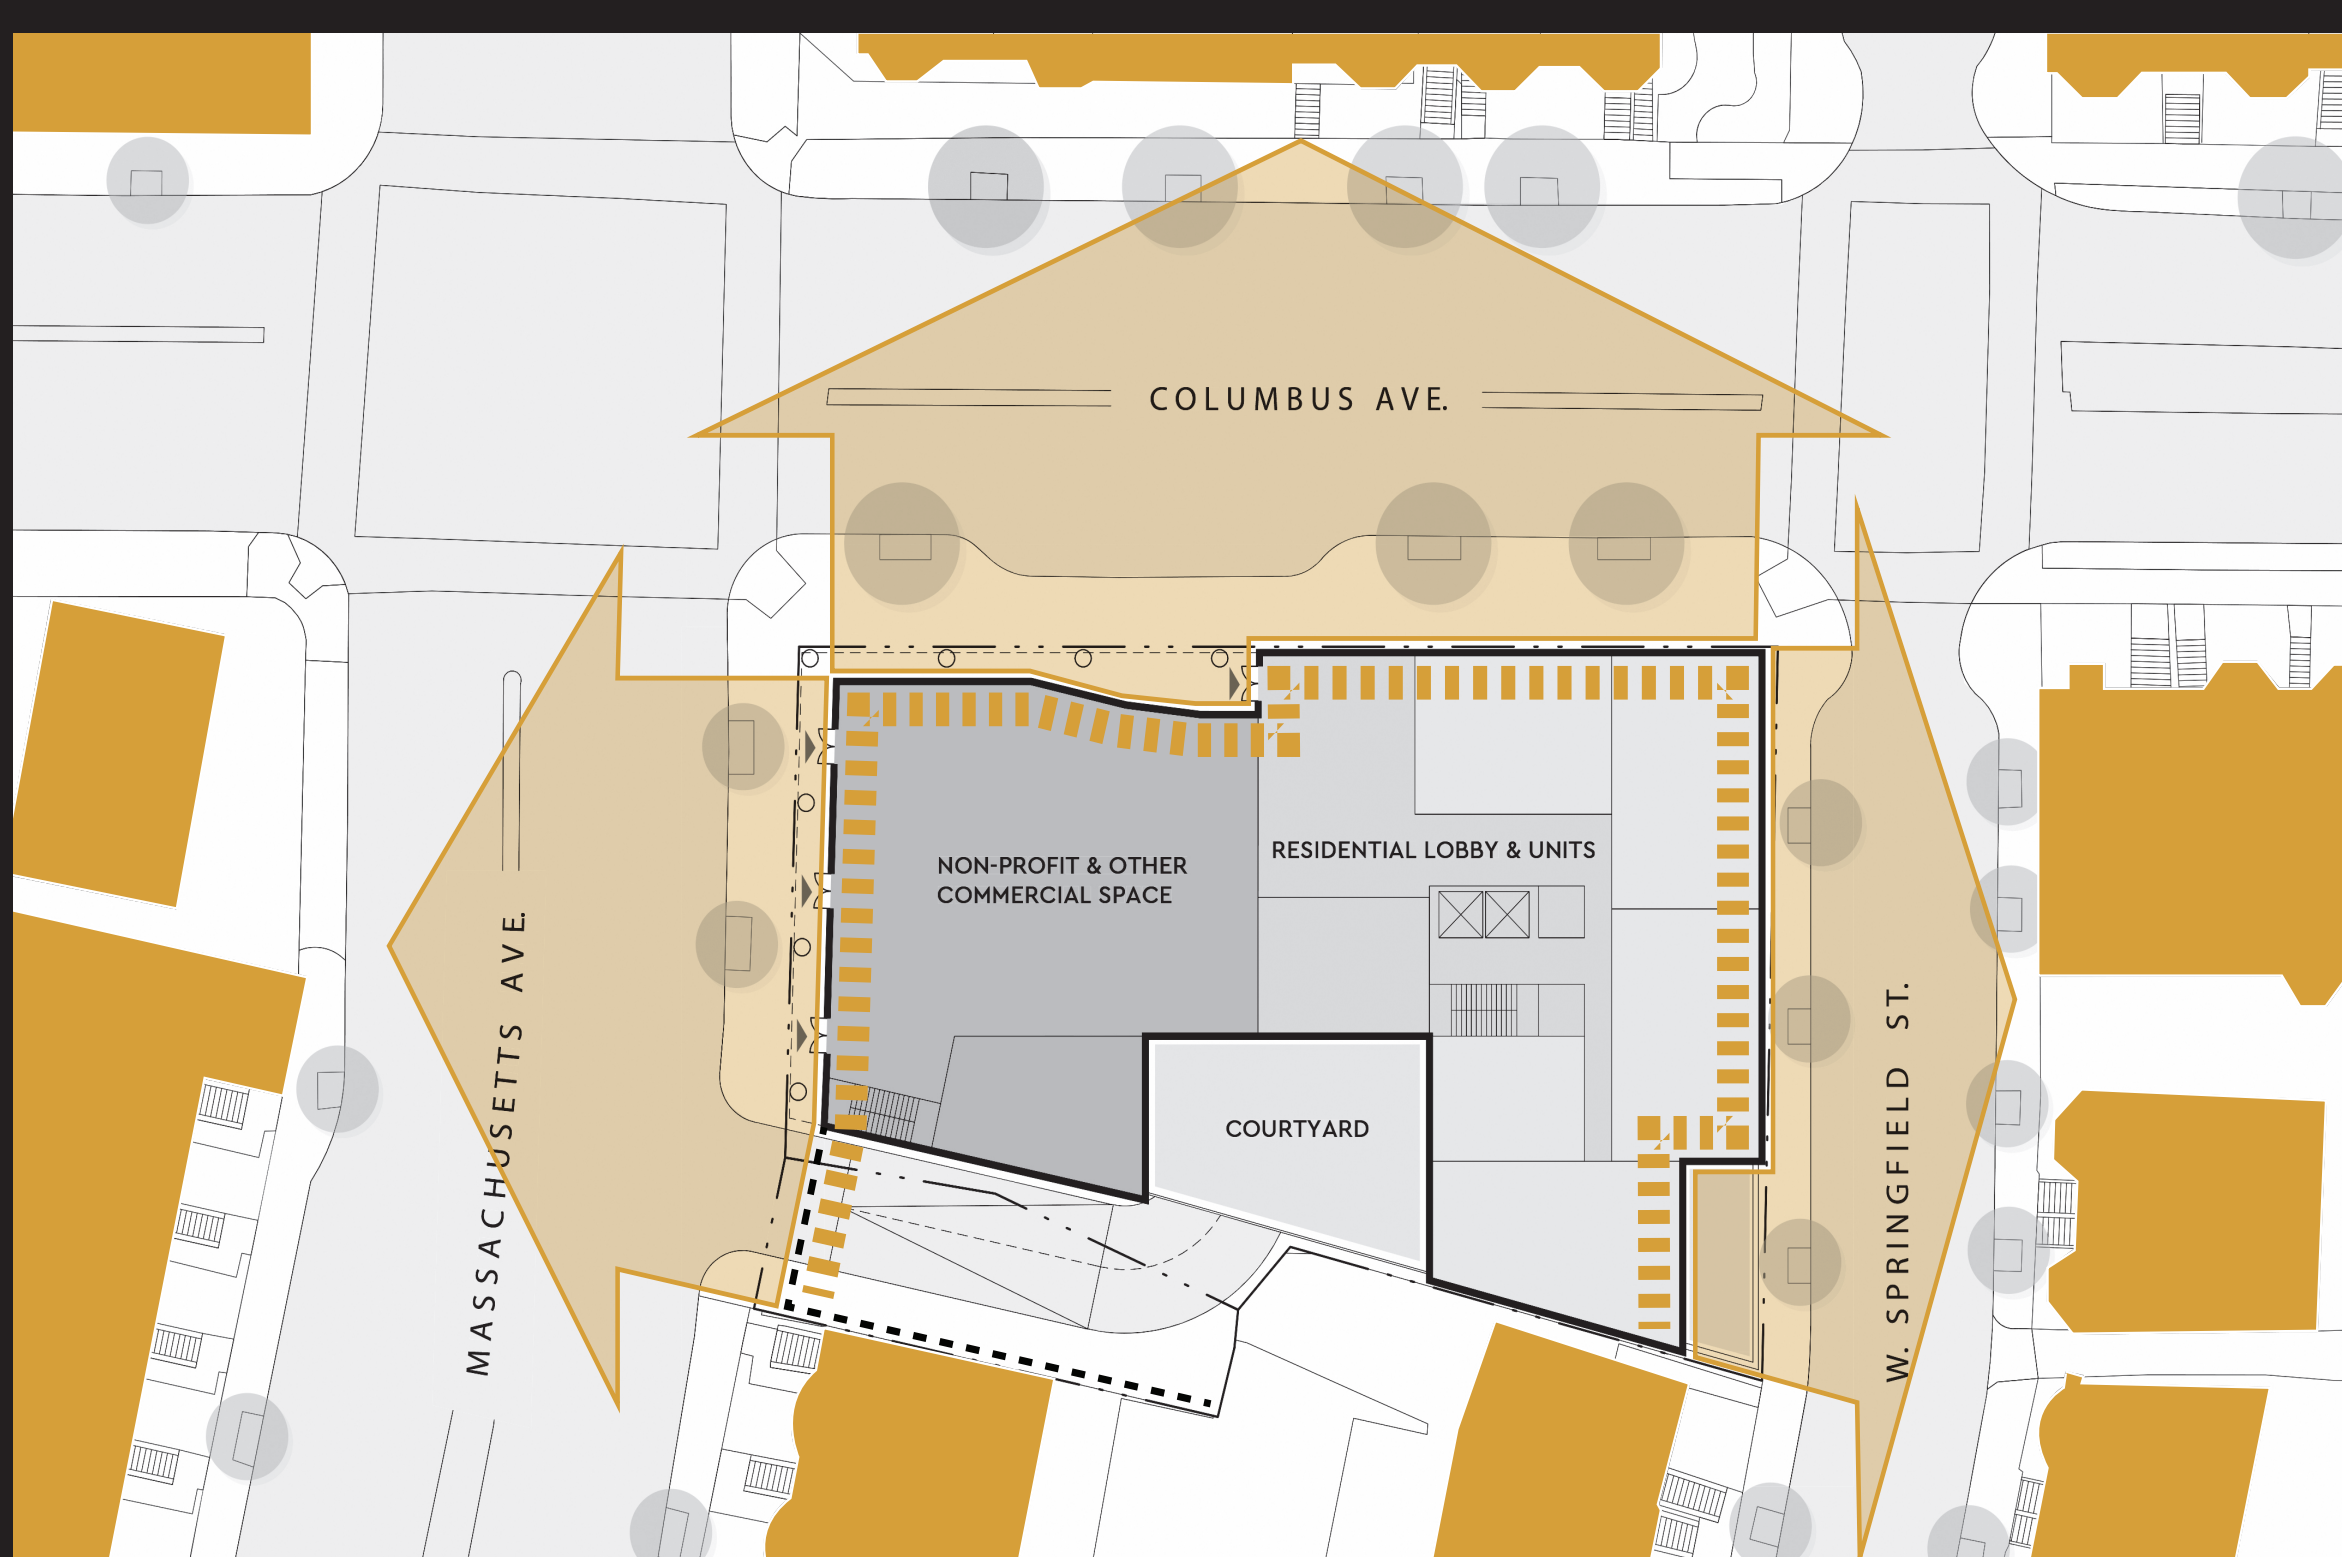 COLUMBUS AVE.
NON-PROFIT & OTHER
COMMERCIAL SPACE
RESIDENTIAL LOBBY & UNITS
COURTYARD
MASSACHUSETTS AVE.
W. SPRINGFIELD ST.